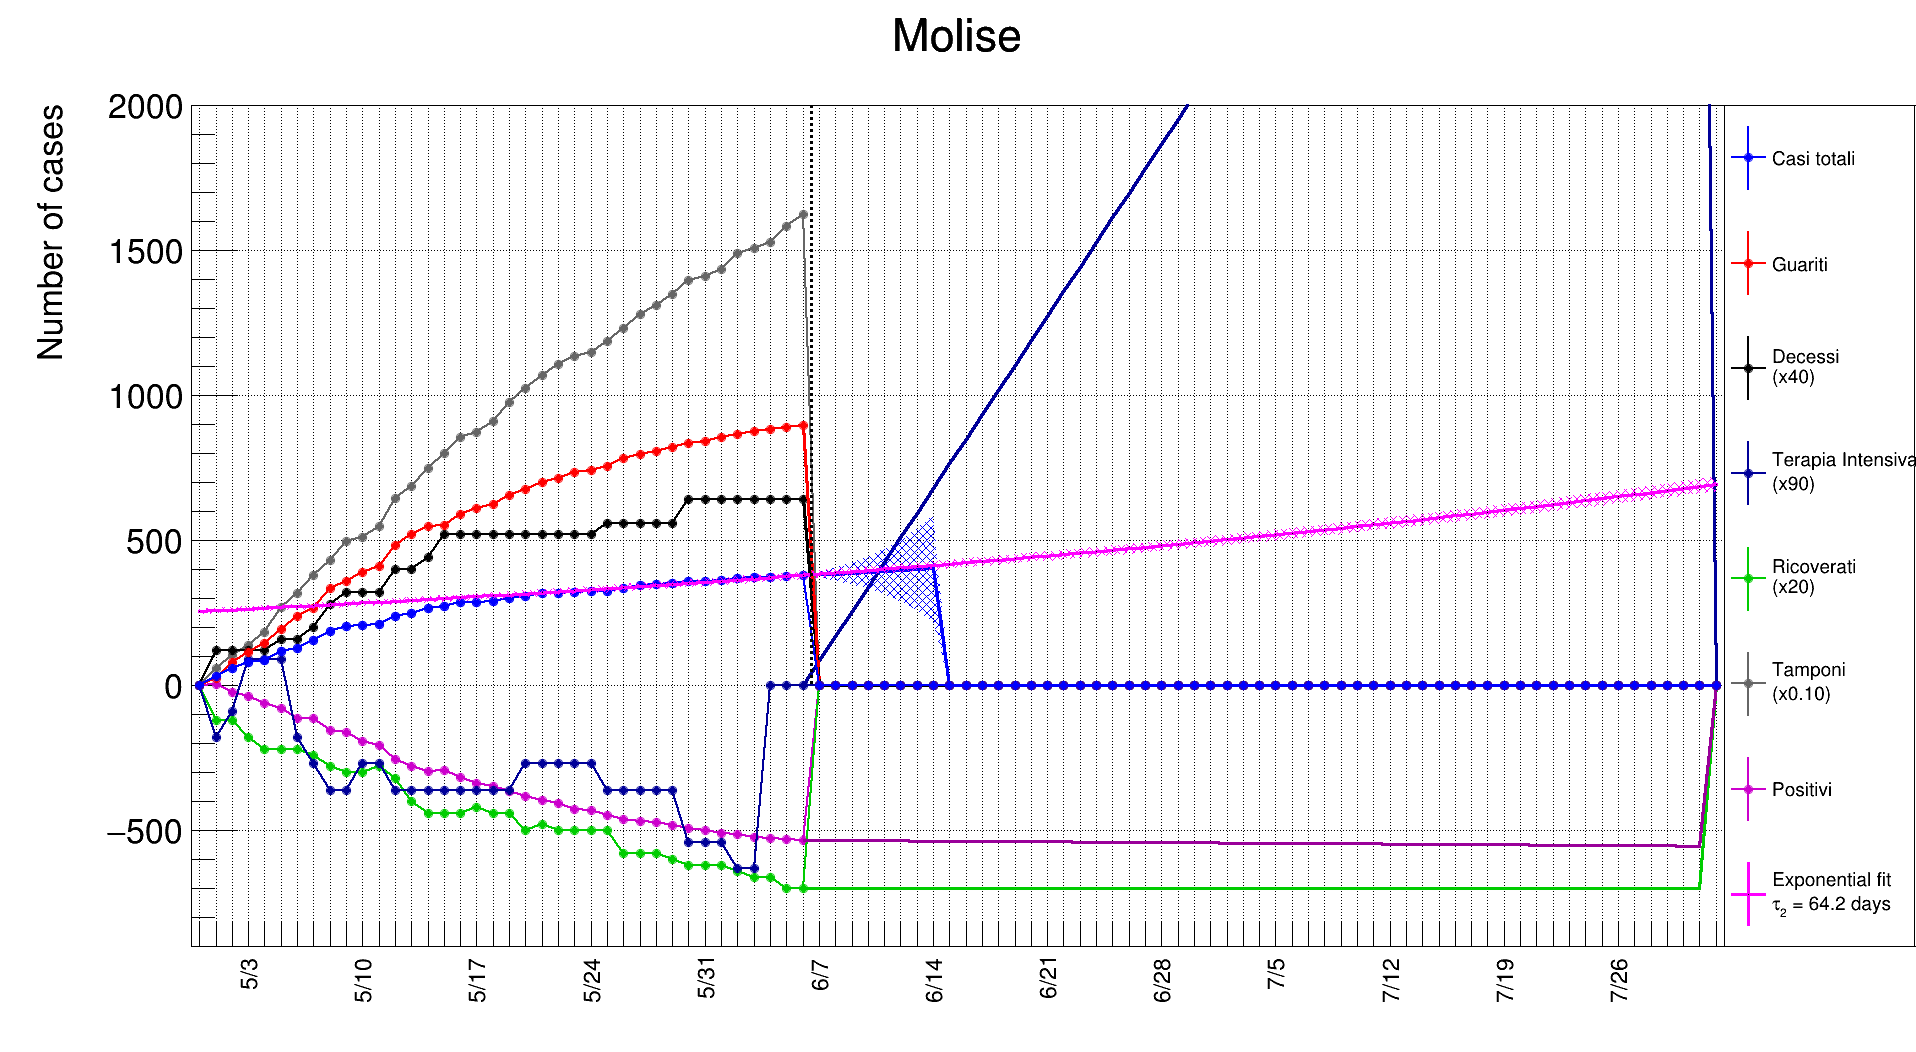 Molise
Number of cases
2000
1500
1000
500
0
−500
5/3
5/10
5/17
5/24
5/31
6/7
6/14
6/21
6/28
7/5
7/12
7/19
7/26
Casi totali
Guariti
Decessi
(x40)
Terapia Intensiva
(x90)
Ricoverati
(x20)
Tamponi
(x0.10)
Positivi
Exponential fit
τ2 = 64.2 days